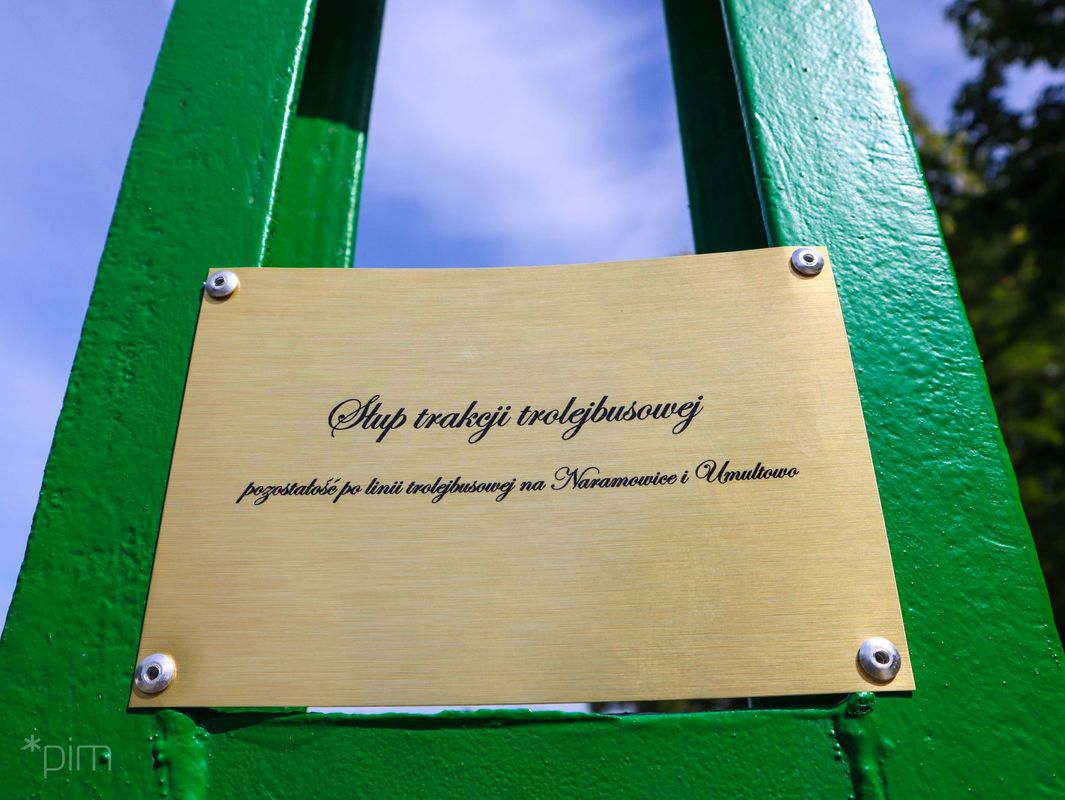 Słup trakcji trolejbusowej
pozostałość po linii trolejbusowej na Naramowice i Umultowo
*pim